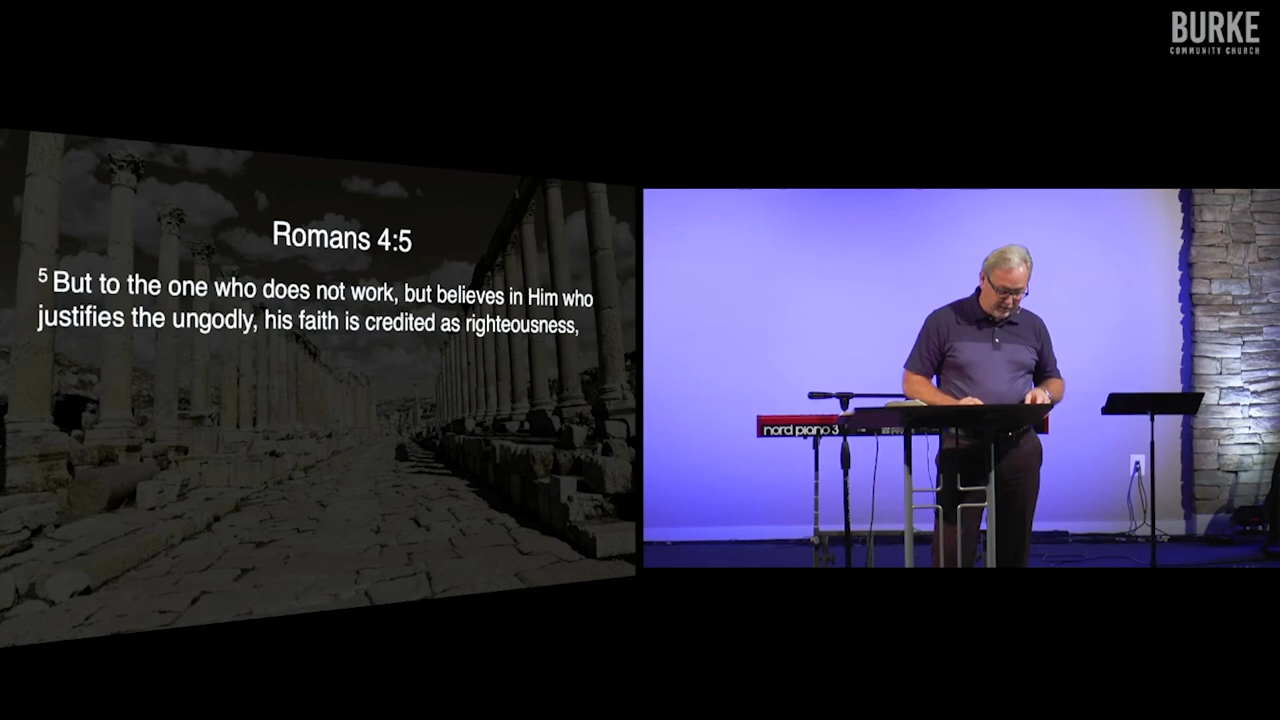 BURKE
COMMUNITY CHURCH
Romans 4:5
5 But to the one who does not work, but believes in Him who
justifies the ungodly, his faith is credited as righteousness,
nord piano 3